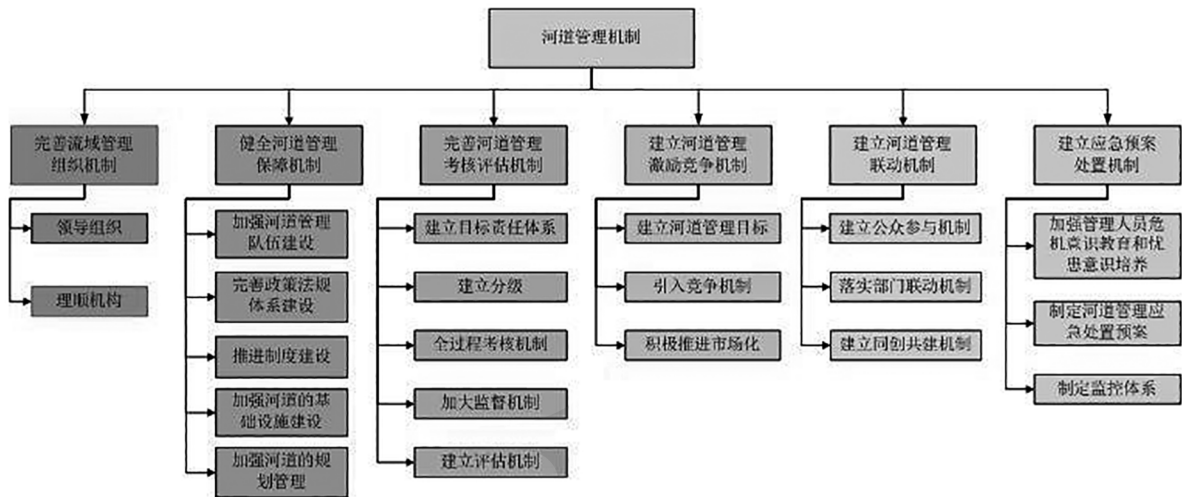 河道管理机制
完善流域管理
组织机制
领导组织
理顺机构
健全河道管理
保障机制
加强河道管理
队伍建设
完善政策法规
体系建设
推进制度建设
加强河道的基
础设施建设
加强河道的规
划管理
完善河道管理
考核评估机制
建立目标责任体系
建立分级
全过程考核机制
加大监督机制
建立评估机制
建立河道管理
激励竞争机制
建立河道管理目标
引入竞争机制
积极推进市场化
建立河道管理
联动机制
建立公众参与机制
落实部门联动机制
建立同创共建机制
建立应急预案
处置机制
加强管理人员危
机意识教育和忧
患意识培养
制定河道管理应
急处置预案
制定监控体系